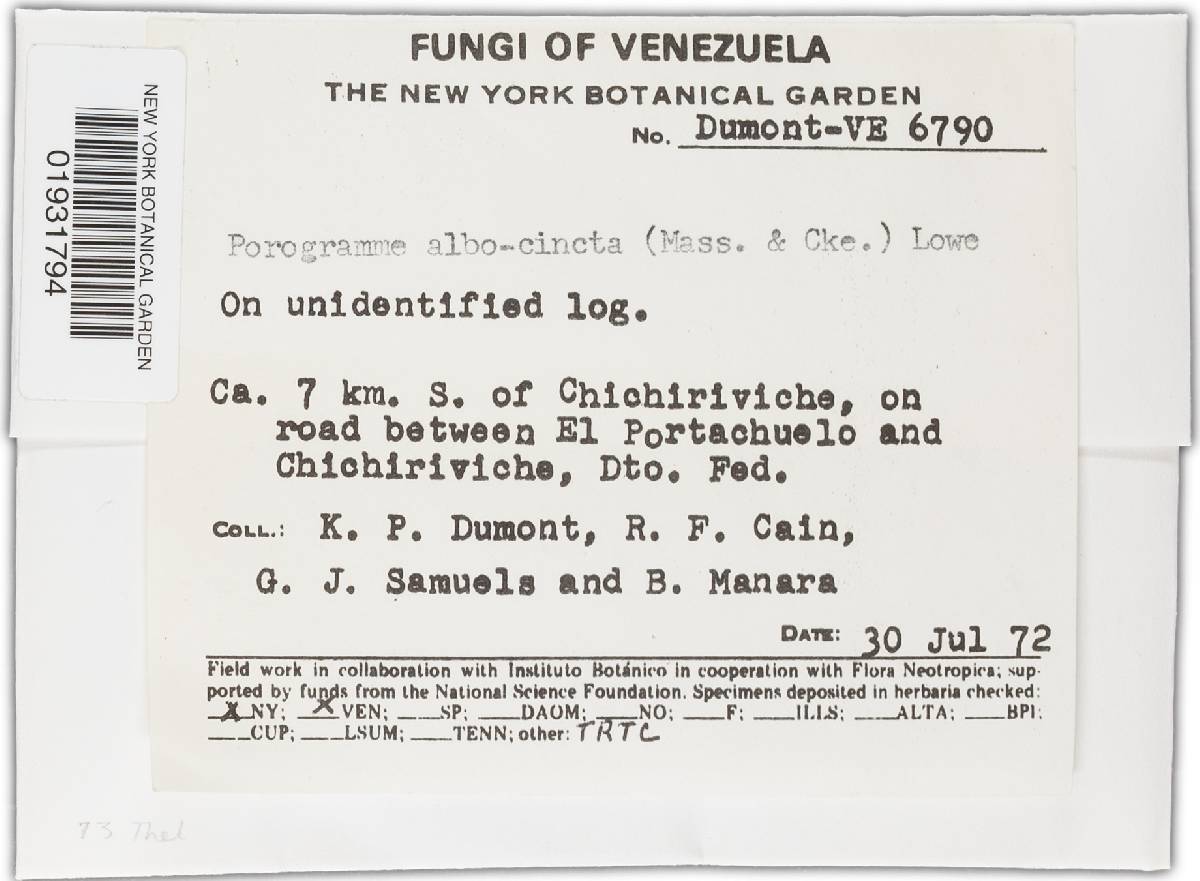 FUNGI OF VENEZUELA
THE NEW YORK BOTANICAL GARDEN
No. Dumont-VE 6790
NEW YORK BOTANICAL GARDEN
01931794
Porogramme albo-cincta (Mass. & Cke.) Lowe
On unidentified log.
Ca. 7 km. S. of Chichiriviche, on
road between El Portachuelo and
Chichiriviche, Dto. Fed.
COLL.: K. P. Dumont, R. F. Cain,
G. J. Samuels and B. Manara
DATE: 30 Jul 72
Field work in collaboration with Instituto Botánico in cooperation with Flora Neotropica; sup-
ported by funds from the National Science Foundation. Specimens deposited in herbaria checked:
X NY; X VEN; ___SP; ___DAOM; ___NO; ___F; ___ILLS; ___ALTA; ___BPI;
___CUP; ___LSUM; ___TENN; other: TRTC
73 Thel